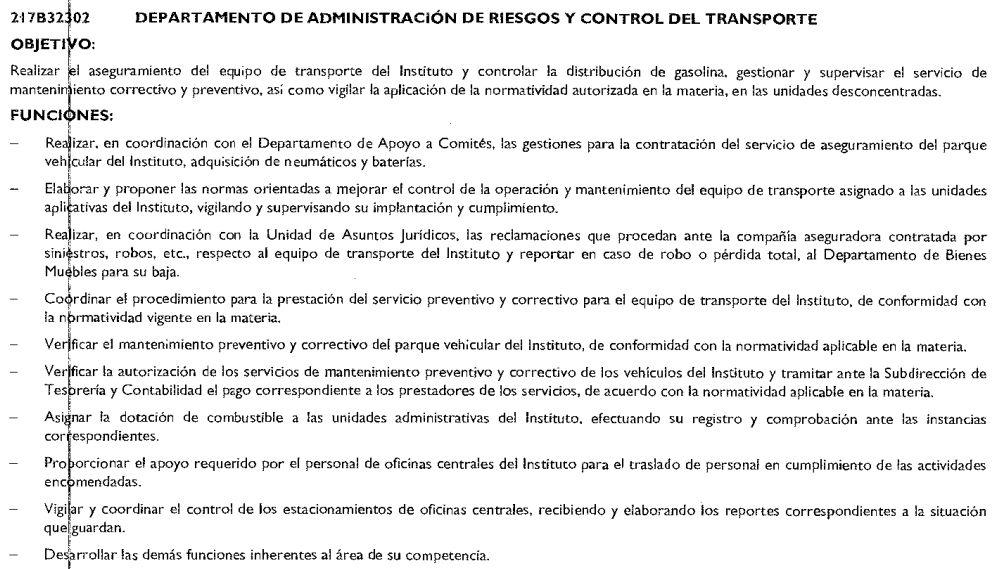 217B32302 DEPARTAMENTO DE ADMINISTRACIÓN DE RIESGOS Y CONTROL DEL TRANSPORTE
OBJETIVO:
Realizar el aseguramiento del equipo de transporte del Instituto y controlar la distribución de gasolina, gestionar y supervisar el servicio de
mantenimiento correctivo y preventivo, así como vigilar la aplicación de la normatividad autorizada en la materia, en las unidades desconcentradas.
FUNCIONES:
– Realizar, en coordinación con el Departamento de Apoyo a Comités, las gestiones para la contratación del servicio de aseguramiento del parque
vehicular del Instituto, adquisición de neumáticos y baterías.
– Elaborar y proponer las normas orientadas a mejorar el control de la operación y mantenimiento del equipo de transporte asignado a las unidades
aplicativas del Instituto, vigilando y supervisando su implantación y cumplimiento.
– Realizar, en coordinación con la Unidad de Asuntos Jurídicos, las reclamaciones que procedan ante la compañía aseguradora contratada por
siniestros, robos, etc., respecto al equipo de transporte del Instituto y reportar en caso de robo o pérdida total, al Departamento de Bienes
Muebles para su baja.
– Coordinar el procedimiento para la prestación del servicio preventivo y correctivo para el equipo de transporte del Instituto, de conformidad con
la normatividad vigente en la materia.
– Verificar el mantenimiento preventivo y correctivo del parque vehicular del Instituto, de conformidad con la normatividad aplicable en la materia.
– Verificar la autorización de los servicios de mantenimiento preventivo y correctivo de los vehículos del Instituto y tramitar ante la Subdirección de
Tesorería y Contabilidad el pago correspondiente a los prestadores de los servicios, de acuerdo con la normatividad aplicable en la materia.
– Asignar la dotación de combustible a las unidades administrativas del Instituto, efectuando su registro y comprobación ante las instancias
correspondientes.
– Proporcionar el apoyo requerido por el personal de oficinas centrales del Instituto para el traslado de personal en cumplimiento de las actividades
encomendadas.
– Vigilar y coordinar el control de los estacionamientos de oficinas centrales, recibiendo y elaborando los reportes correspondientes a la situación
que guardan.
– Desarrollar las demás funciones inherentes al área de su competencia.